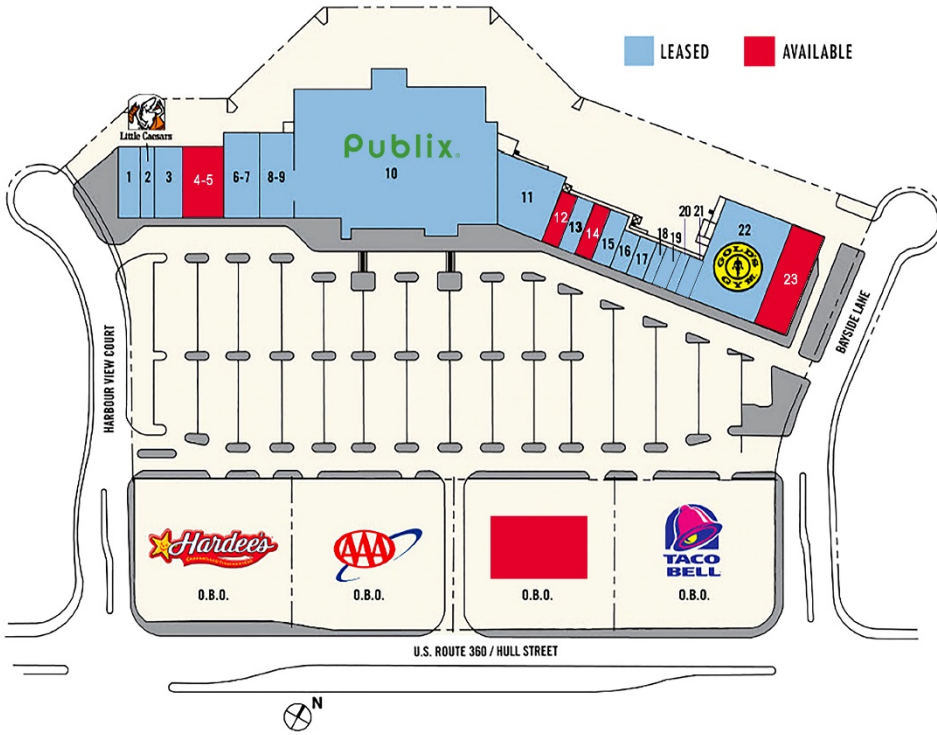 LEASED
AVAILABLE
Little Caesars
Publix.
1
2
3
4-5
6-7
8-9
10
11
12
13
14
15
16
17
18
19
20
21
22
GOLD'S
GYM
23
HARBOUR VIEW COURT
BAYSIDE LANE
Hardee's
O.B.O.
AAA
O.B.O.
O.B.O.
TACO
BELL
O.B.O.
U.S. ROUTE 360 / HULL STREET
N